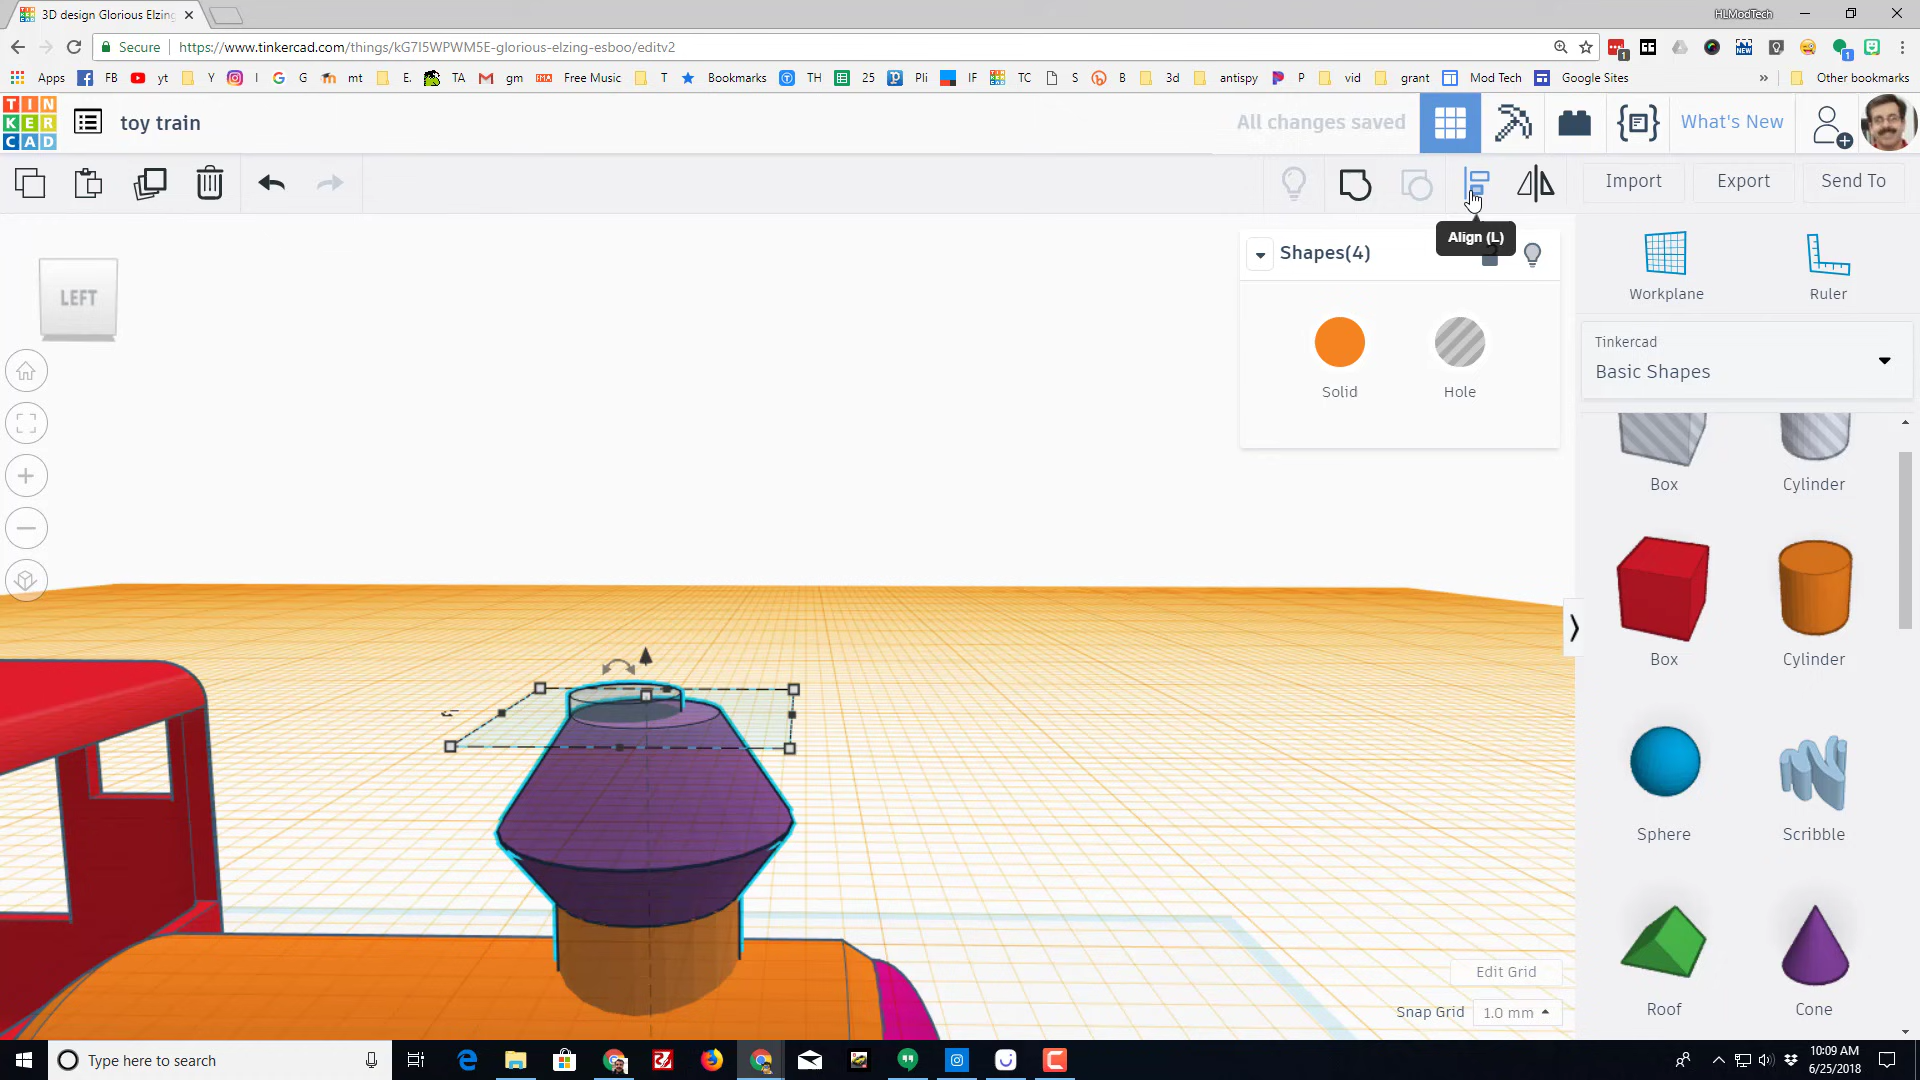 3D design Glorious Elzing
HLModTech
Secure
https://www.tinkercad.com/things/kG7I5WPWM5E-glorious-elzing-esboo/editv2
Apps FB yt Y I G mt E. TA gm Free Music T Bookmarks TH 25 Pli IF TC S B 3d antispy P vid grant Mod Tech Google Sites » Other bookmarks
TIN
KER
CAD
toy train
All changes saved
What's New
Import
Export
Send To
Align (L)
Shapes(4)
Solid
Hole
LEFT
Workplane
Ruler
Tinkercad
Basic Shapes
Box
Cylinder
Box
Cylinder
Sphere
Scribble
Roof
Cone
Edit Grid
Snap Grid
1.0 mm
Type here to search
10:09 AM
6/25/2018